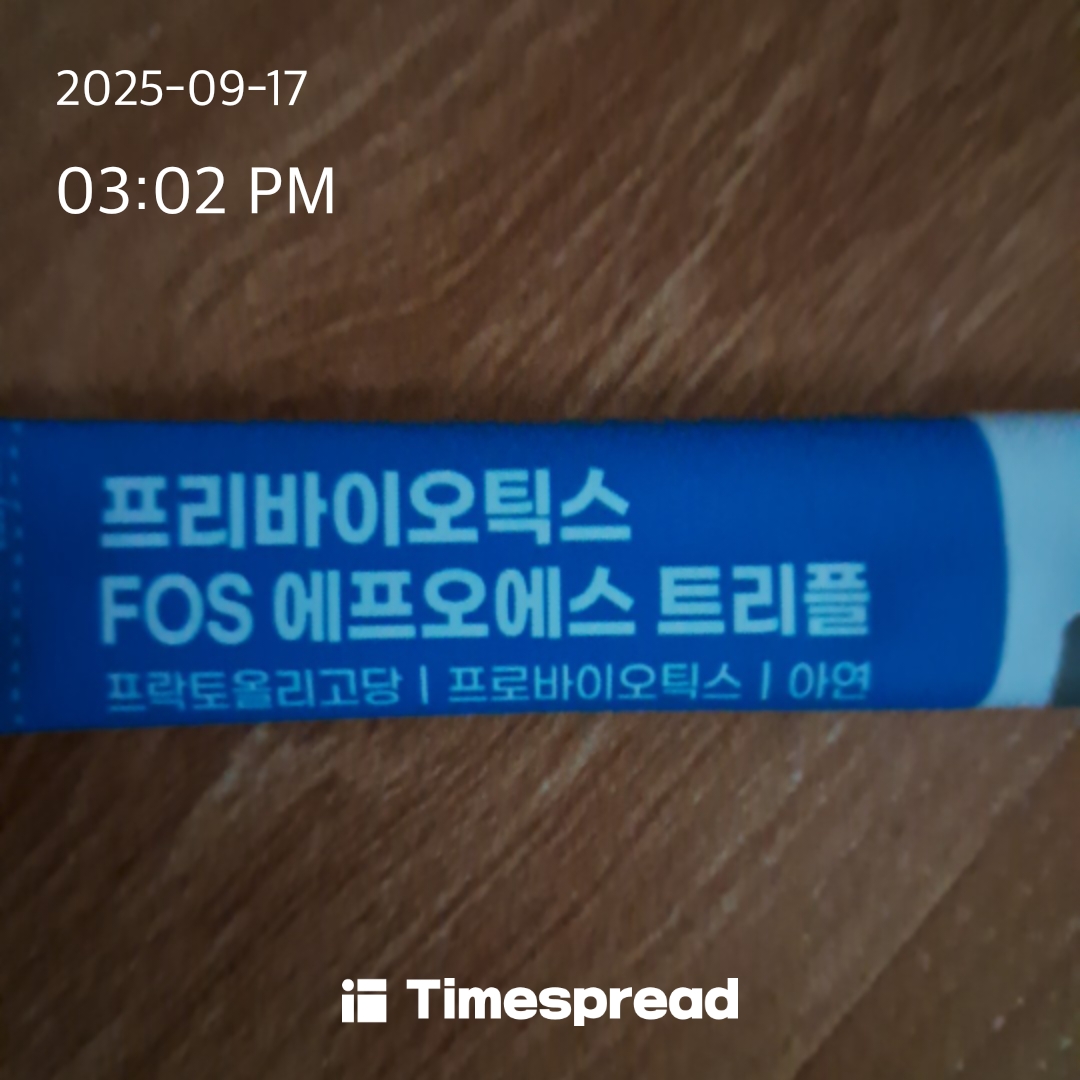 2025-09-17
03:02 PM
프리바이오틱스
FOS 에프오에스 트리플
프락토올리고당 | 프로바이오틱스 | 아연
Timespread